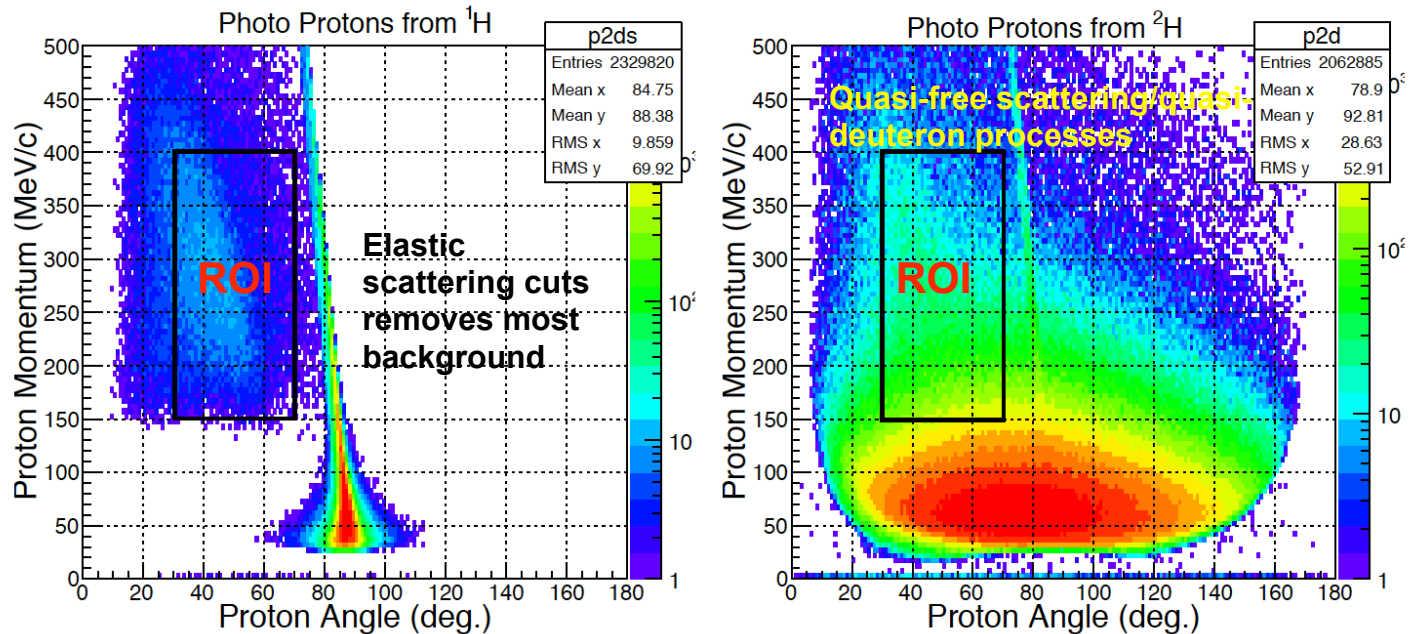 Photo Protons from ¹H
p2ds
Entries 2329820
Mean x 84.75
Mean y 88.38
RMS x 9.859
RMS y 69.92
Proton Momentum (MeV/c)
500
450
400
350
300
250
200
150
100
50
0
ROI
Elastic
scattering cuts
removes most
background
10²
10
1
0 20 40 60 80 100 120 140 160 180
Proton Angle (deg.)
Photo Protons from ²H
p2d
Entries 2062885
Mean x 78.9
Mean y 92.81
RMS x 28.63
RMS y 52.91
Quasi-free scattering/quasi-
deuteron processes
Proton Momentum (MeV/c)
500
450
400
350
300
250
200
150
100
50
0
ROI
10²
10
1
0 20 40 60 80 100 120 140 160 180
Proton Angle (deg.)